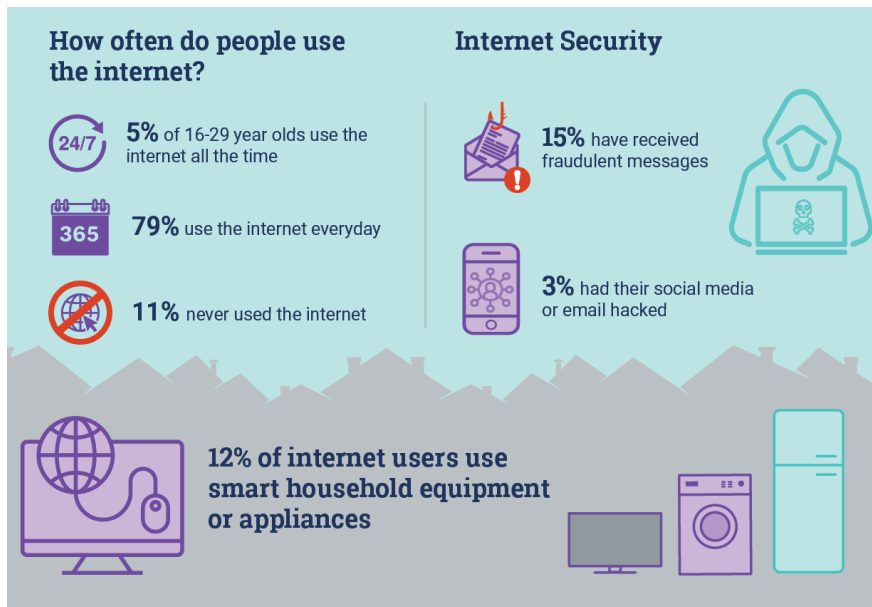 How often do people use
the internet?
24/7
5% of 16-29 year olds use the
internet all the time
365
79% use the internet everyday
11% never used the internet
Internet Security
15% have received
fraudulent messages
3% had their social media
or email hacked
12% of internet users use
smart household equipment
or appliances